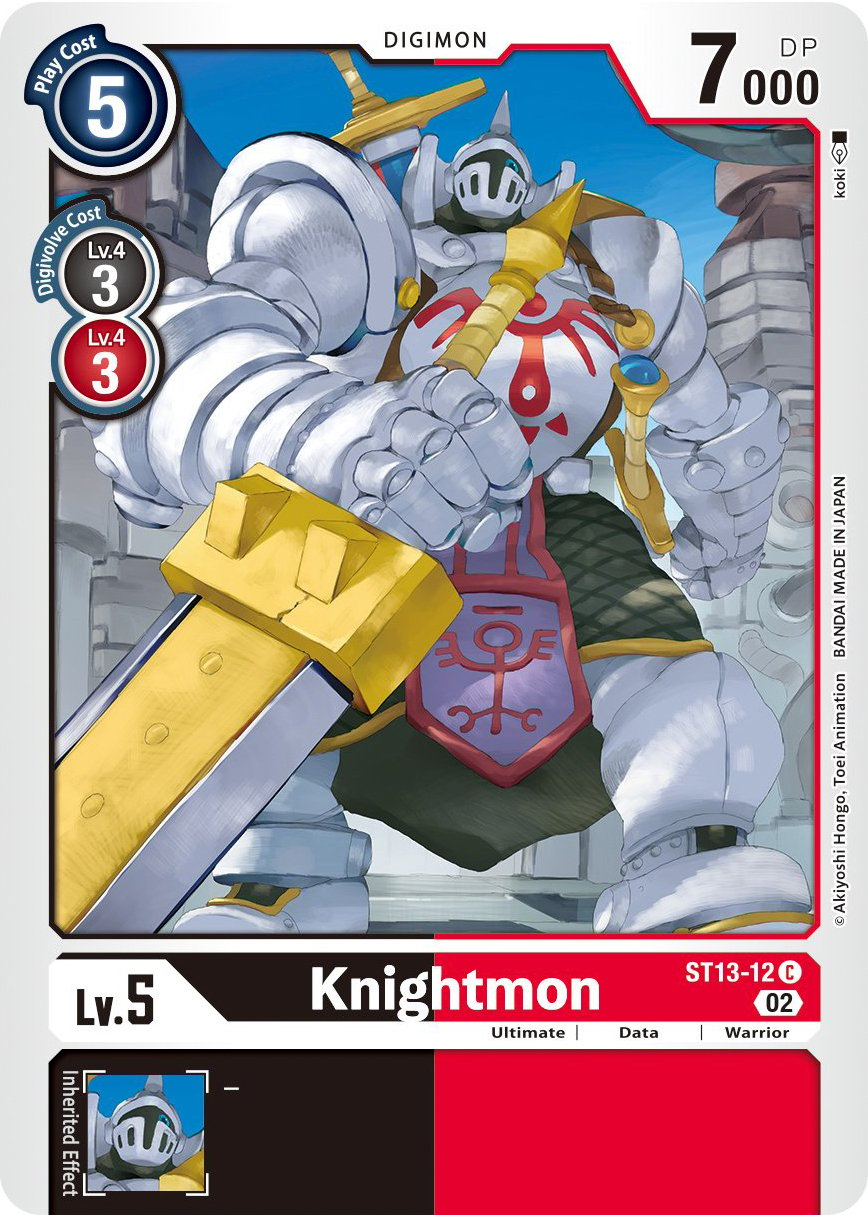 DIGIMON
Play Cost
5
DP
7000
Digivolve Cost
Lv.4
3
Lv.4
3
koki
© Akiyoshi Hongo, Toei Animation BANDAI MADE IN JAPAN
Lv.5
Knightmon
ST13-12 C
02
Ultimate | Data | Warrior
Inherited Effect
–